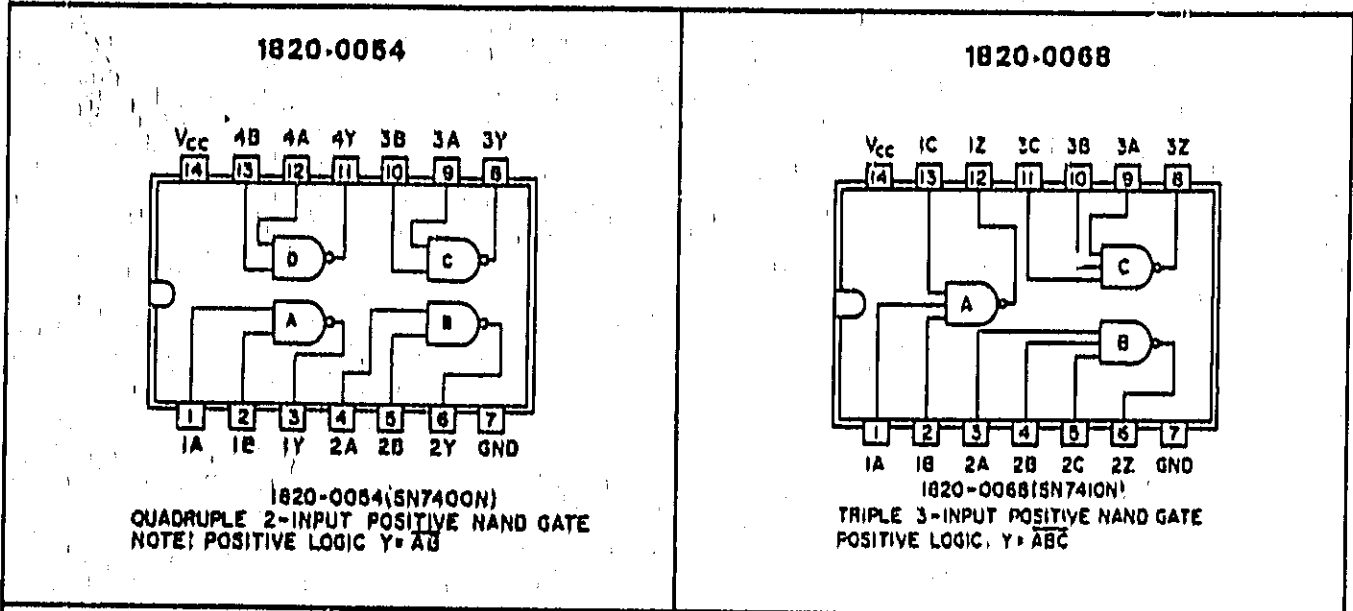 1820-0054
VCC 4B 4A 4Y 3B 3A 3Y
14 13 12 11 10 9 8
D C
A B
1 2 3 4 5 6 7
1A 1B 1Y 2A 2B 2Y GND
1820-0054(SN7400N)
QUADRUPLE 2-INPUT POSITIVE NAND GATE
NOTE: POSITIVE LOGIC Y=A̅B̅
1820-0068
VCC 1C 1Z 3C 3B 3A 3Z
14 13 12 11 10 9 8
C
A
B
1 2 3 4 5 6 7
1A 1B 2A 2B 2C 2Z GND
1820-0068(SN7410N)
TRIPLE 3-INPUT POSITIVE NAND GATE
POSITIVE LOGIC, Y=A̅B̅C̅